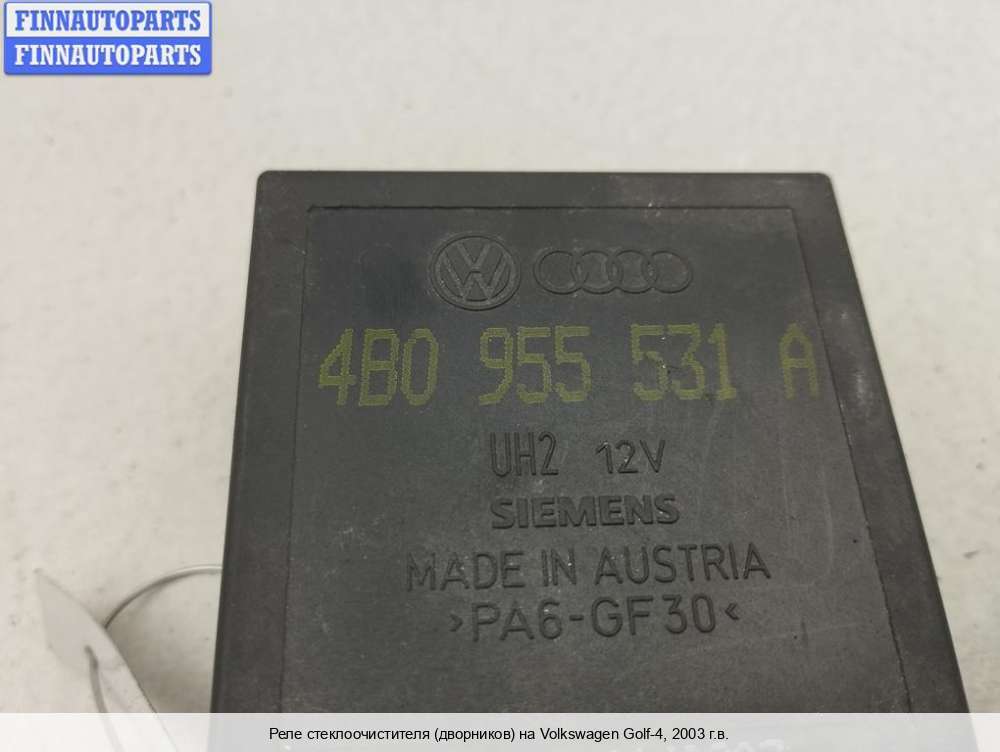 FINNAUTOPARTS
FINNAUTOPARTS
4B0 955 531 A
UH2 12V
SIEMENS
MADE IN AUSTRIA
>PA6-GF30<
Реле стеклоочистителя (дворников) на Volkswagen Golf-4, 2003 г.в.